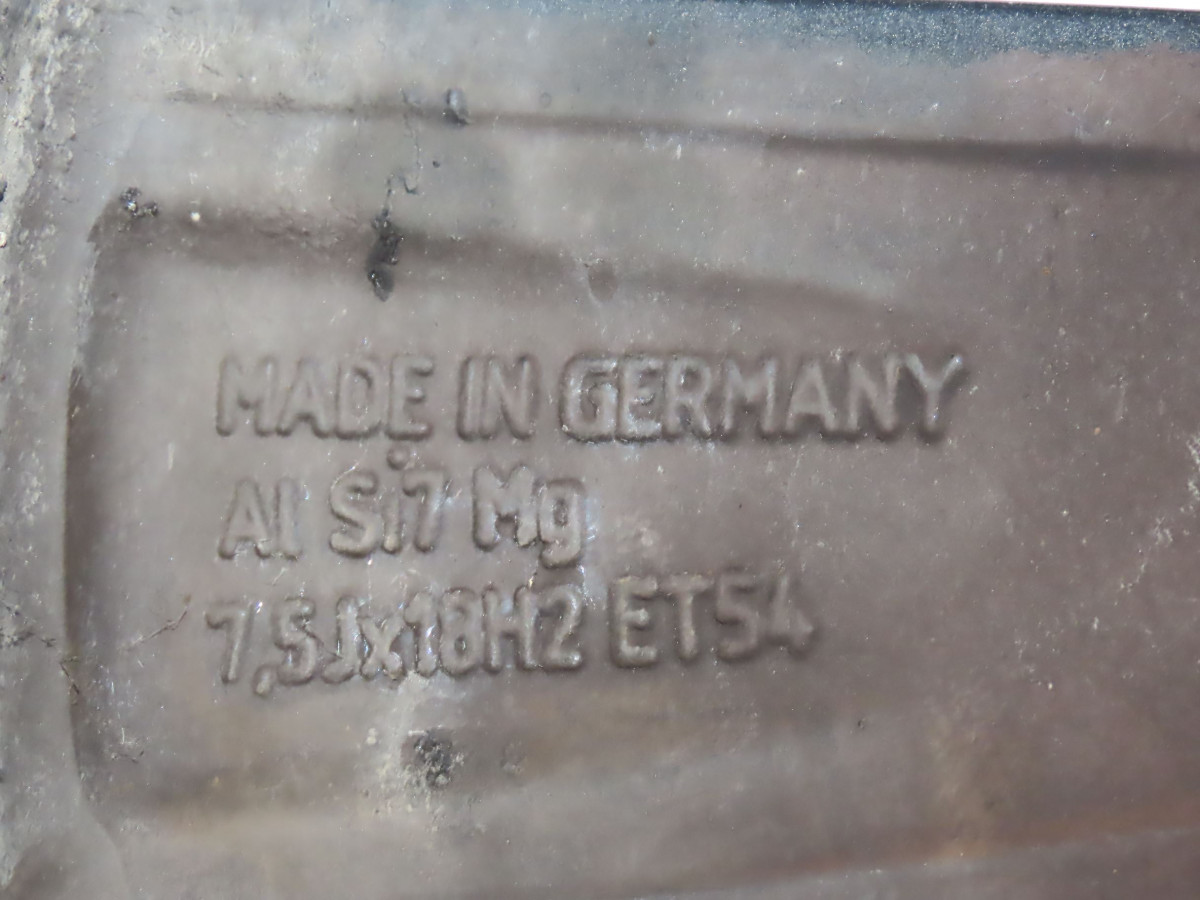 MADE IN GERMANY
Al Si7 Mg
7,5Jx18H2 ET54